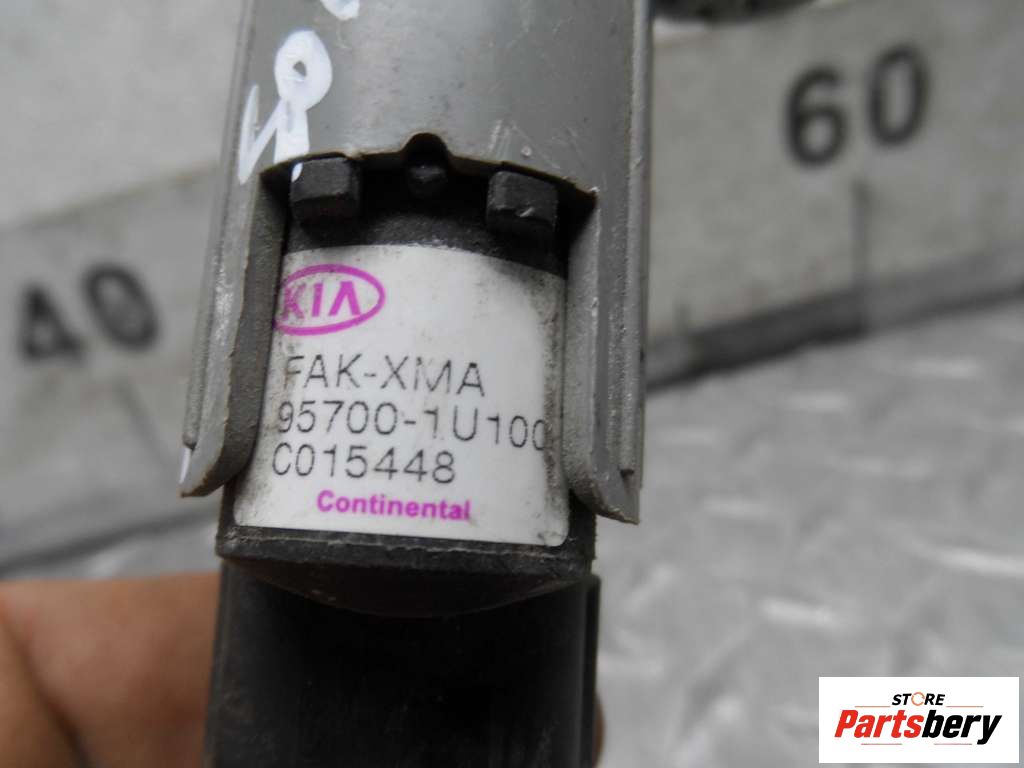 60
40
KIA
FAK-XMA
95700-1U100
C015448
Continental
STORE
Partsbery